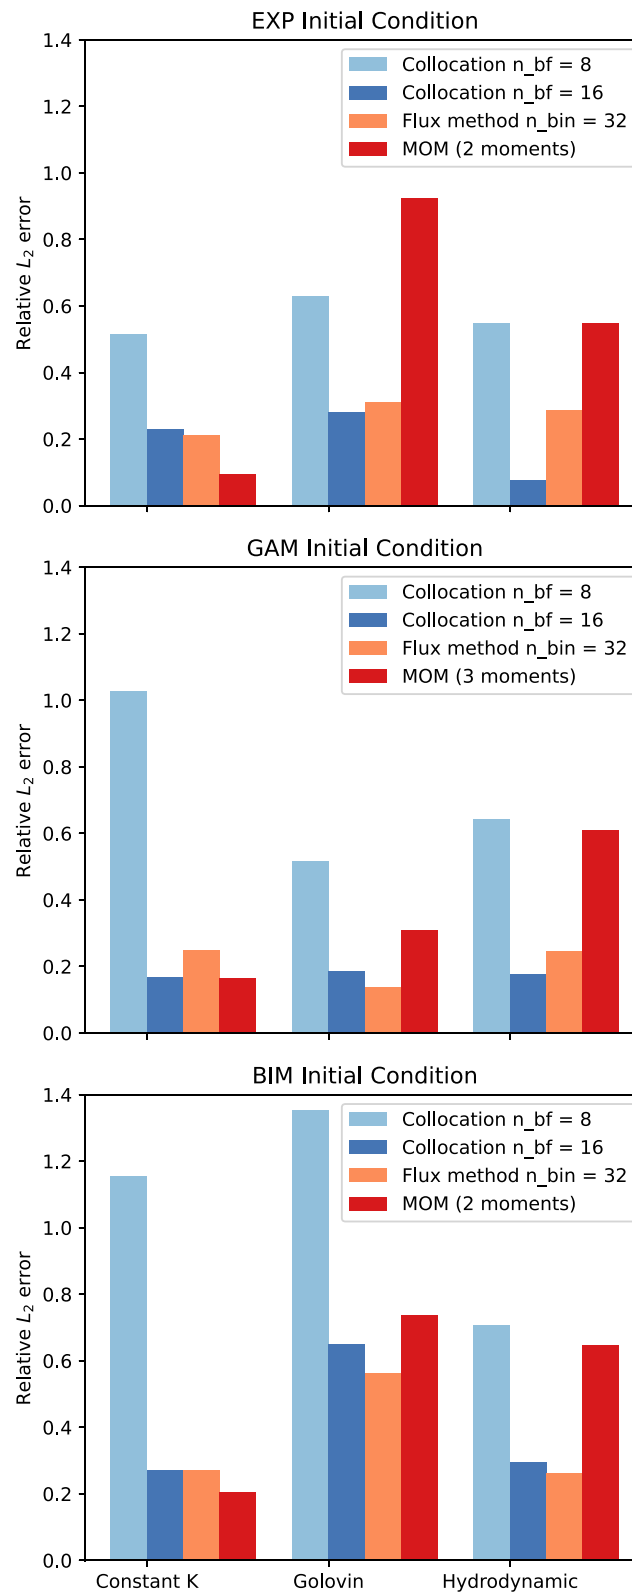 EXP Initial Condition
1.4
1.2
1.0
0.8
0.6
0.4
0.2
0.0
Relative L₂ error
Collocation n_bf = 8
Collocation n_bf = 16
Flux method n_bin = 32
MOM (2 moments)
GAM Initial Condition
1.4
1.2
1.0
0.8
0.6
0.4
0.2
0.0
Relative L₂ error
Collocation n_bf = 8
Collocation n_bf = 16
Flux method n_bin = 32
MOM (3 moments)
BIM Initial Condition
1.4
1.2
1.0
0.8
0.6
0.4
0.2
0.0
Relative L₂ error
Collocation n_bf = 8
Collocation n_bf = 16
Flux method n_bin = 32
MOM (2 moments)
Constant K
Golovin
Hydrodynamic